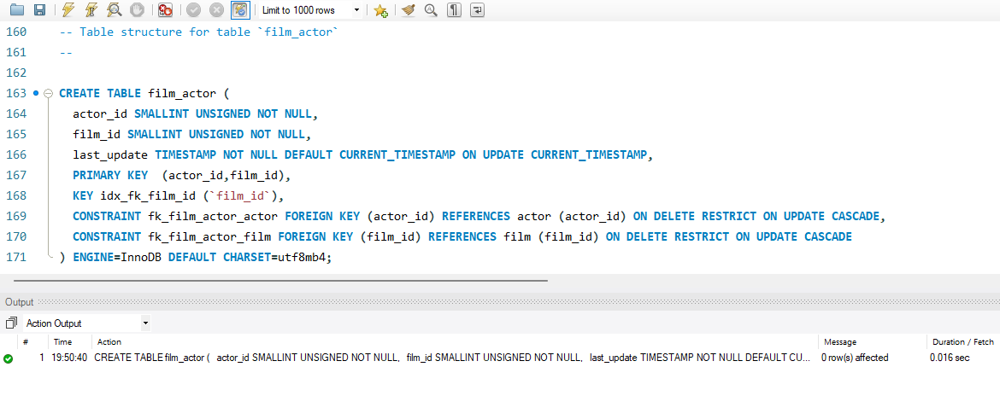 Limit to 1000 rows
160 -- Table structure for table `film_actor`
161 --
162
163 CREATE TABLE film_actor (
164 actor_id SMALLINT UNSIGNED NOT NULL,
165 film_id SMALLINT UNSIGNED NOT NULL,
166 last_update TIMESTAMP NOT NULL DEFAULT CURRENT_TIMESTAMP ON UPDATE CURRENT_TIMESTAMP,
167 PRIMARY KEY  (actor_id,film_id),
168 KEY idx_fk_film_id (`film_id`),
169 CONSTRAINT fk_film_actor_actor FOREIGN KEY (actor_id) REFERENCES actor (actor_id) ON DELETE RESTRICT ON UPDATE CASCADE,
170 CONSTRAINT fk_film_actor_film FOREIGN KEY (film_id) REFERENCES film (film_id) ON DELETE RESTRICT ON UPDATE CASCADE
171 ) ENGINE=InnoDB DEFAULT CHARSET=utf8mb4;
Output
Action Output
# Time Action Message Duration / Fetch
1 19:50:40 CREATE TABLE film_actor ( actor_id SMALLINT UNSIGNED NOT NULL, film_id SMALLINT UNSIGNED NOT NULL, last_update TIMESTAMP NOT NULL DEFAULT CU... 0 row(s) affected 0.016 sec